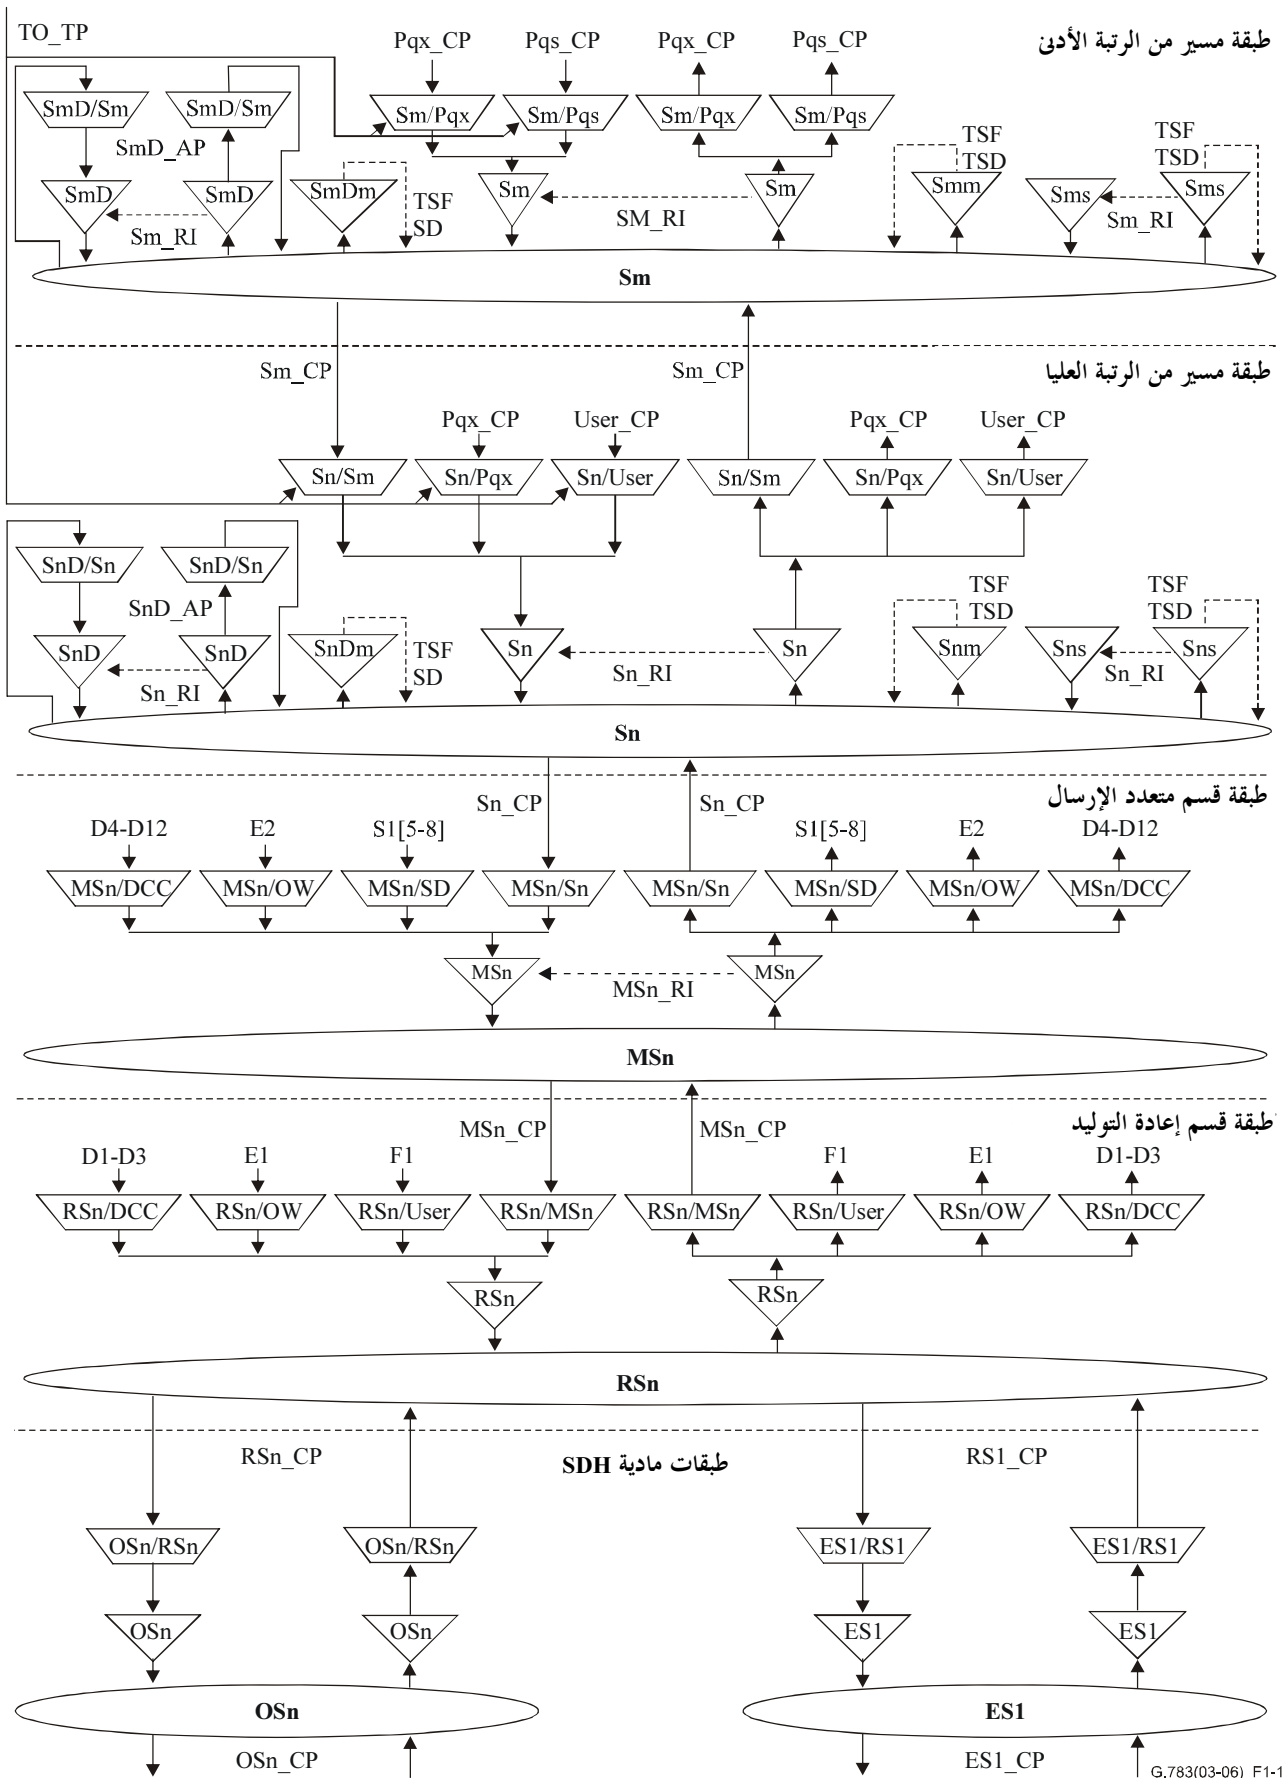 TO_TP
Pqx_CP
Pqs_CP
Pqx_CP
Pqs_CP
طبقة مسير من الرتبة الأدنى
SmD/Sm
SmD/Sm
Sm/Pqx
Sm/Pqs
Sm/Pqx
Sm/Pqs
SmD_AP
TSF
TSD
TSF
TSD
SmD
SmD
SmDm
TSF
SD
Sm
Sm
Smm
Sms
Sms
Sm_RI
SM_RI
Sm_RI
Sm
Sm_CP
Sm_CP
طبقة مسير من الرتبة العليا
Pqx_CP
User_CP
Pqx_CP
User_CP
Sn/Sm
Sn/Pqx
Sn/User
Sn/Sm
Sn/Pqx
Sn/User
SnD/Sn
SnD/Sn
SnD_AP
TSF
TSD
TSF
TSD
SnD
SnD
SnDm
TSF
SD
Sn
Sn
Snm
Sns
Sns
Sn_RI
Sn_RI
Sn_RI
Sn
طبقة قسم متعدد الإرسال
Sn_CP
Sn_CP
D4-D12
E2
S1[5-8]
S1[5-8]
E2
D4-D12
MSn/DCC
MSn/OW
MSn/SD
MSn/Sn
MSn/Sn
MSn/SD
MSn/OW
MSn/DCC
MSn
MSn
MSn_RI
MSn
طبقة قسم إعادة التوليد
MSn_CP
MSn_CP
D1-D3
E1
F1
F1
E1
D1-D3
RSn/DCC
RSn/OW
RSn/User
RSn/MSn
RSn/MSn
RSn/User
RSn/OW
RSn/DCC
RSn
RSn
RSn
RSn_CP
طبقات مادية SDH
RS1_CP
OSn/RSn
OSn/RSn
ES1/RS1
ES1/RS1
OSn
OSn
ES1
ES1
OSn
ES1
OSn_CP
ES1_CP
G.783(03-06)_F1-1